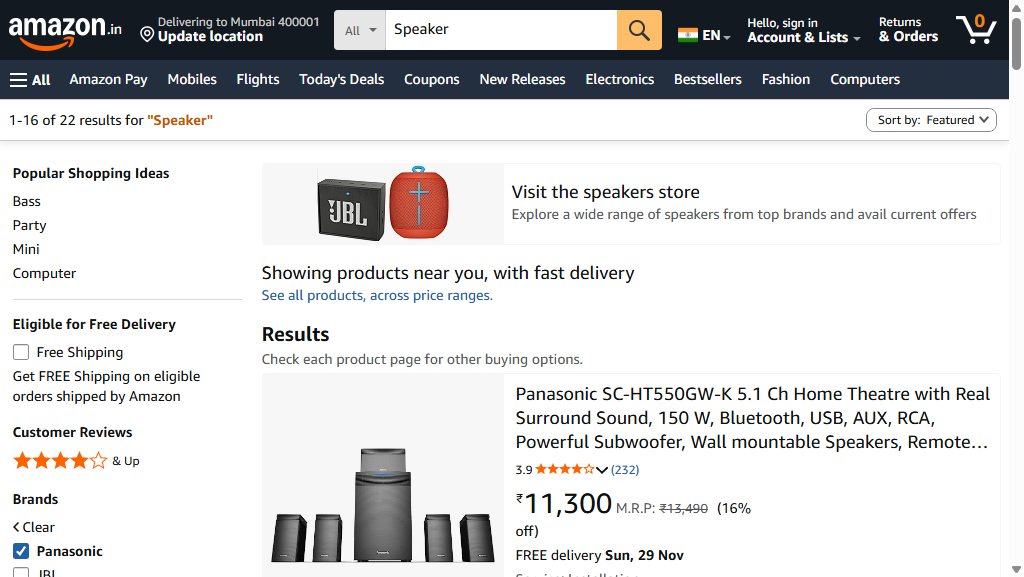 amazon.in
Delivering to Mumbai 400001
Update location
All
Speaker
EN
Hello, sign in
Account & Lists
Returns
& Orders
0
All
Amazon Pay
Mobiles
Flights
Today's Deals
Coupons
New Releases
Electronics
Bestsellers
Fashion
Computers
1-16 of 22 results for "Speaker"
Sort by: Featured
Popular Shopping Ideas
Bass
Party
Mini
Computer
Eligible for Free Delivery
Free Shipping
Get FREE Shipping on eligible
orders shipped by Amazon
Customer Reviews
& Up
Brands
Clear
Panasonic
JBL
JBL
Visit the speakers store
Explore a wide range of speakers from top brands and avail current offers
Showing products near you, with fast delivery
See all products, across price ranges.
Results
Check each product page for other buying options.
Panasonic SC-HT550GW-K 5.1 Ch Home Theatre with Real
Surround Sound, 150 W, Bluetooth, USB, AUX, RCA,
Powerful Subwoofer, Wall mountable Speakers, Remote…
3.9 (232)
₹11,300 M.R.P: ₹13,490 (16%
off)
FREE delivery Sun, 29 Nov